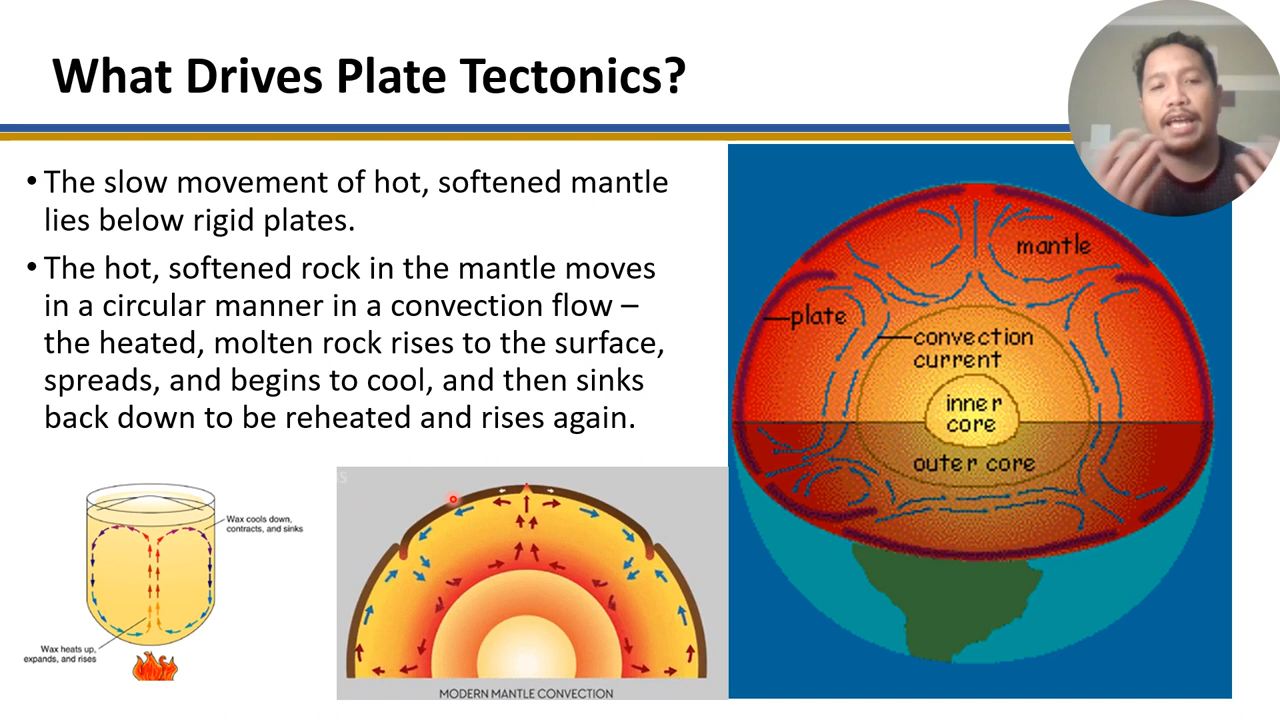 What Drives Plate Tectonics?
• The slow movement of hot, softened mantle
lies below rigid plates.
• The hot, softened rock in the mantle moves
in a circular manner in a convection flow –
the heated, molten rock rises to the surface,
spreads, and begins to cool, and then sinks
back down to be reheated and rises again.
Wax cools down,
contracts, and sinks
Wax heats up,
expands, and rises
MODERN MANTLE CONVECTION
mantle
plate
convection
current
inner
core
outer core